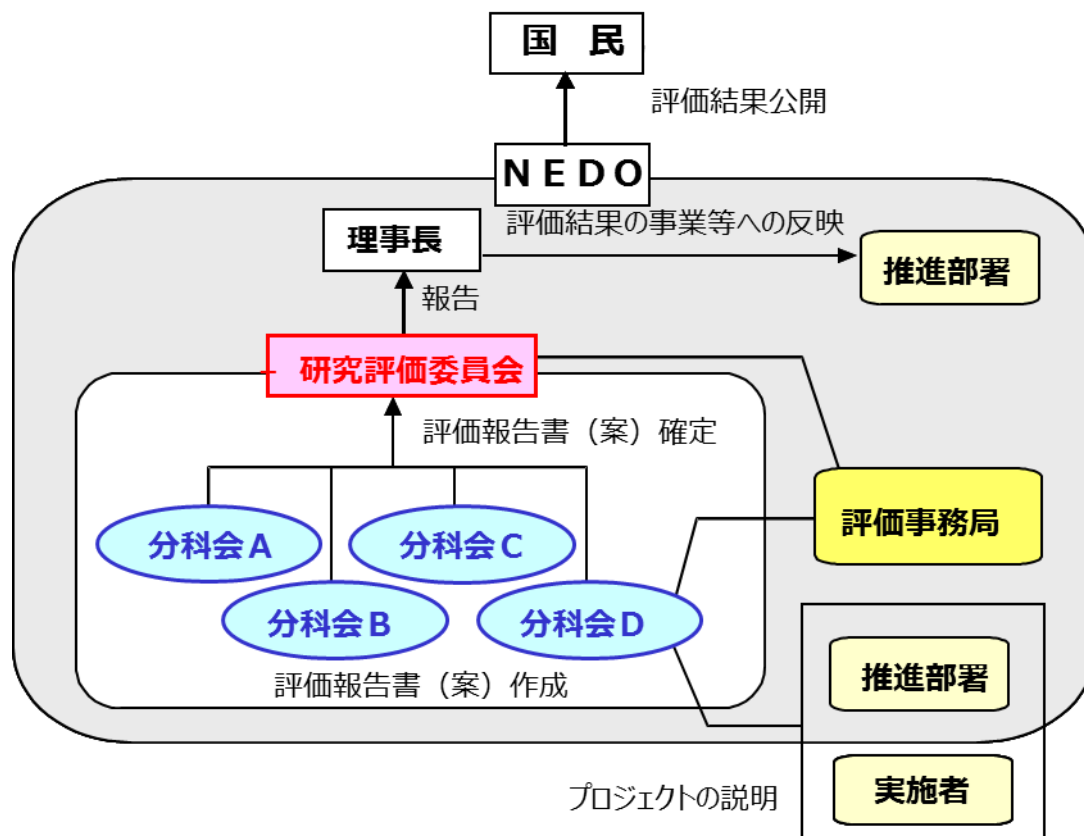 国 民
評価結果公開
NEDO
評価結果の事業等への反映
理事長
推進部署
報告
研究評価委員会
評価報告書（案）確定
評価事務局
分科会A
分科会C
分科会B
分科会D
推進部署
評価報告書（案）作成
プロジェクトの説明
実施者